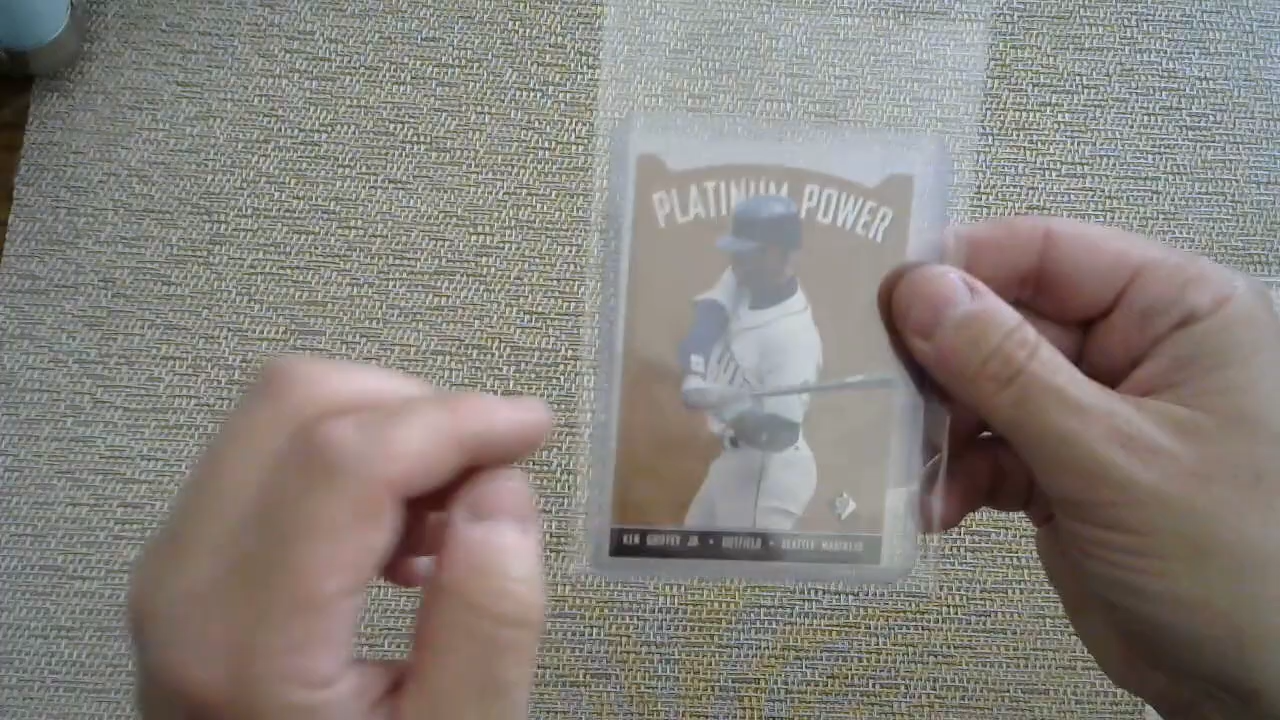 PLATINUM POWER
KEN GRIFFEY JR. • OUTFIELD • SEATTLE MARINERS